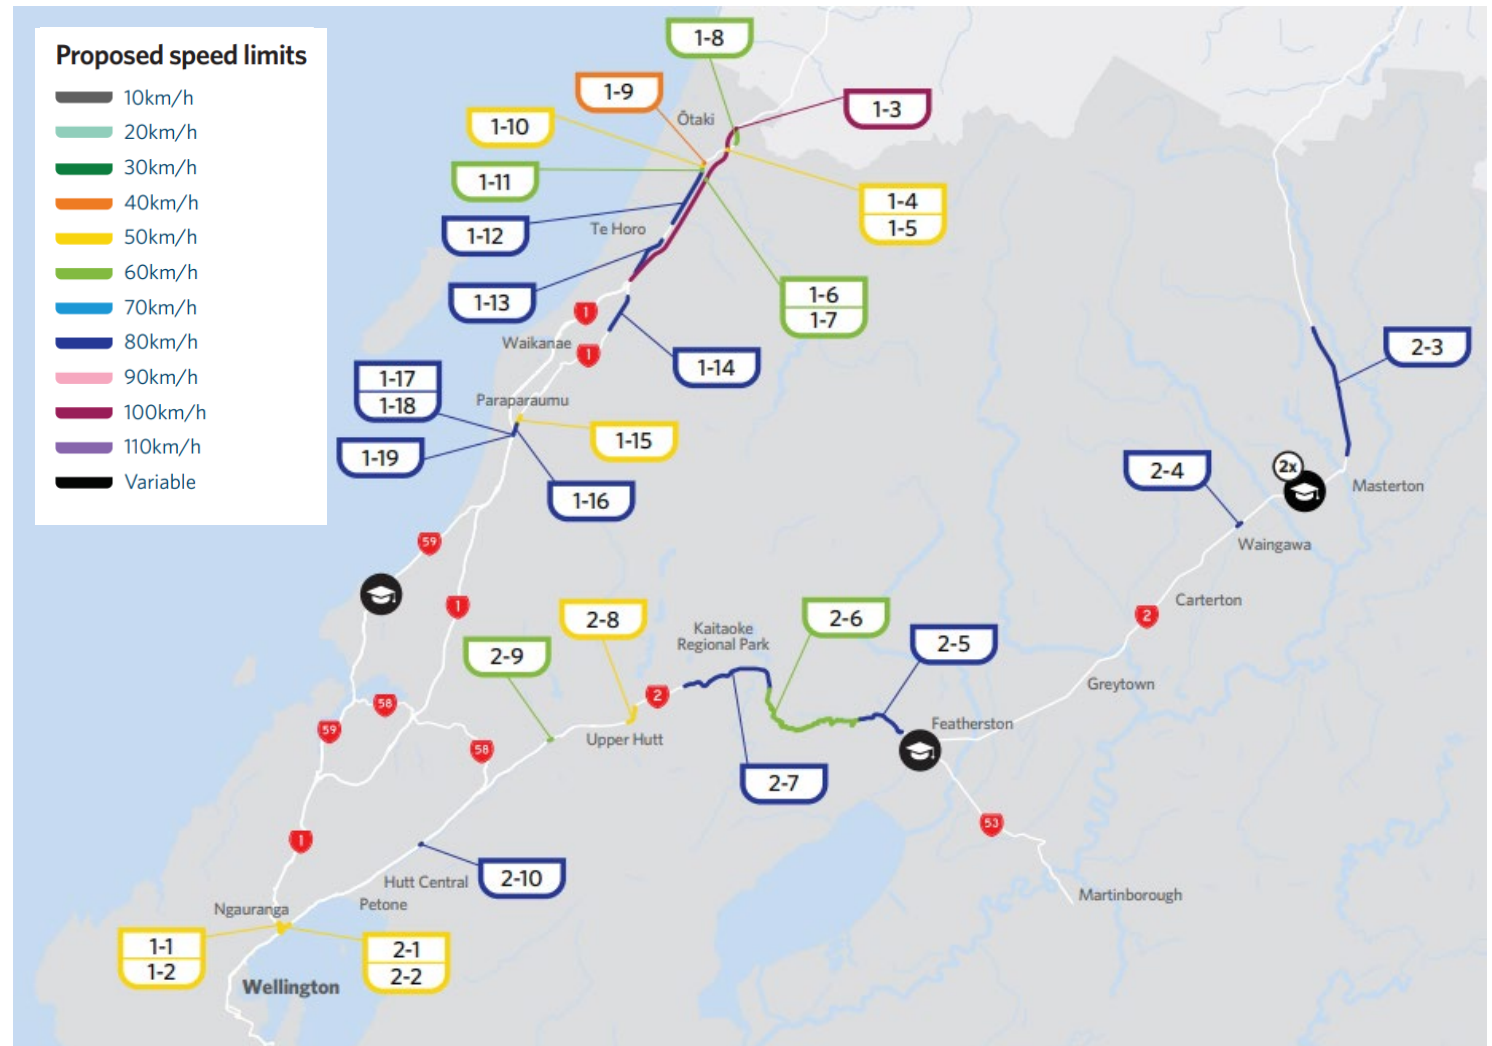 Proposed speed limits
10km/h
20km/h
30km/h
40km/h
50km/h
60km/h
70km/h
80km/h
90km/h
100km/h
110km/h
Variable
1-8
1-9
1-3
1-10
Ōtaki
1-11
1-4
1-5
1-12
Te Horo
1-13
1-6
1-7
1
Waikanae
1
1-14
2-3
1-17
1-18
Paraparaumu
1-15
1-19
1-16
2-4
2x
Masterton
59
Waingawa
1
2-8
Kaitaoke
Regional Park
2-6
Carterton
2
2-9
2-5
2
Greytown
58
59
Upper Hutt
Featherston
58
2-7
53
1
Hutt Central
2-10
Petone
Martinborough
Ngauranga
1-1
1-2
2-1
2-2
Wellington